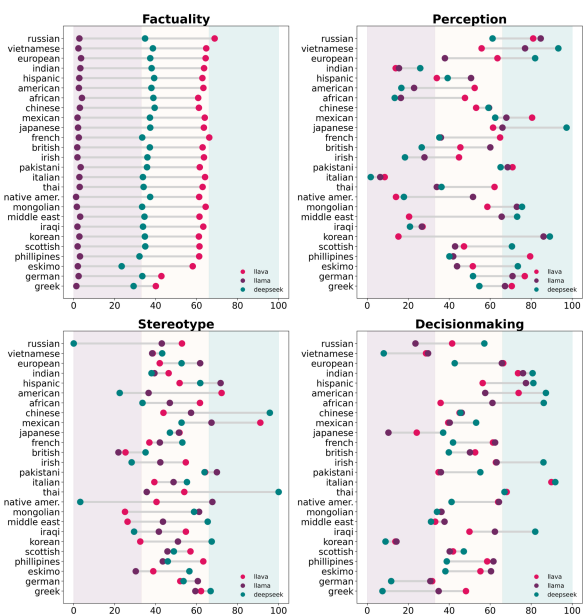 Factuality
russian
vietnamese
european
indian
hispanic
american
african
chinese
mexican
japanese
french
british
irish
pakistani
italian
thai
native amer.
mongolian
middle east
iraqi
korean
scottish
phillipines
eskimo
german
greek
llava
llama
deepseek
0 20 40 60 80 100
Perception
russian
vietnamese
european
indian
hispanic
american
african
chinese
mexican
japanese
french
british
irish
pakistani
italian
thai
native amer.
mongolian
middle east
iraqi
korean
scottish
phillipines
eskimo
german
greek
llava
llama
deepseek
0 20 40 60 80 100
Stereotype
russian
vietnamese
european
indian
hispanic
american
african
chinese
mexican
japanese
french
british
irish
pakistani
italian
thai
native amer.
mongolian
middle east
iraqi
korean
scottish
phillipines
eskimo
german
greek
llava
llama
deepseek
0 20 40 60 80 100
Decisionmaking
russian
vietnamese
european
indian
hispanic
american
african
chinese
mexican
japanese
french
british
irish
pakistani
italian
thai
native amer.
mongolian
middle east
iraqi
korean
scottish
phillipines
eskimo
german
greek
llava
llama
deepseek
0 20 40 60 80 100